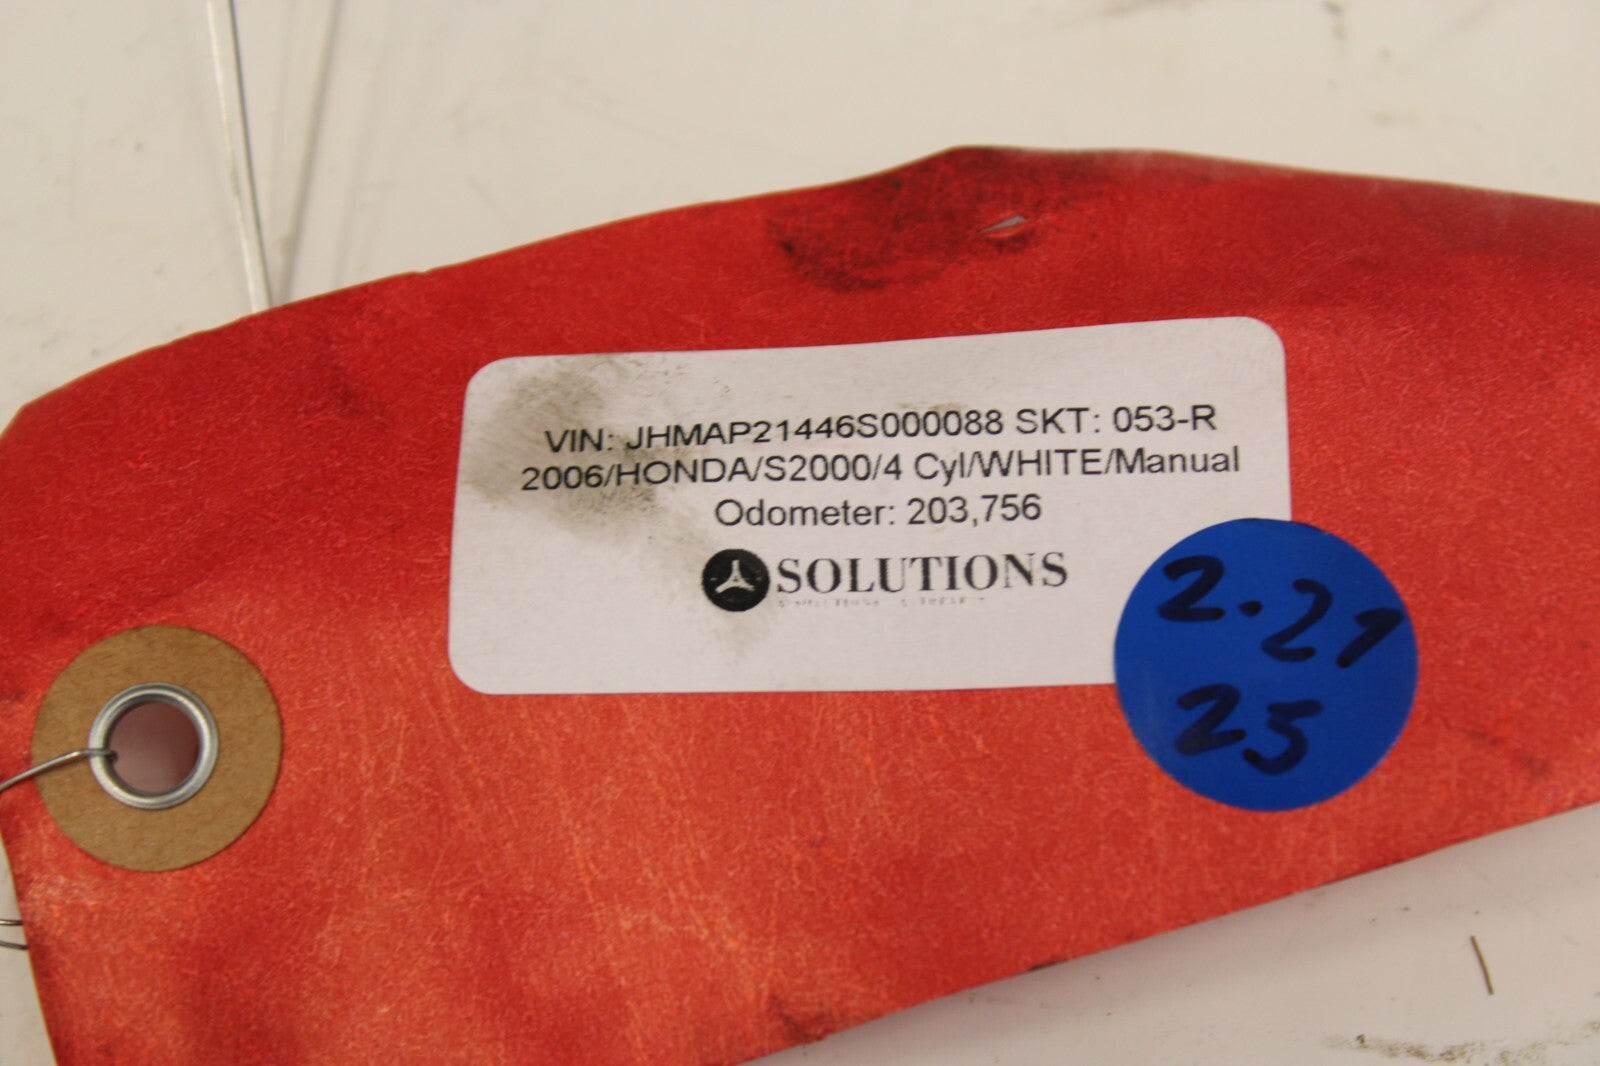 VIN: JHMAP21446S000088 SKT: 053-R
2006/HONDA/S2000/4 Cyl/WHITE/Manual
Odometer: 203,756
SOLUTIONS
2.21
25